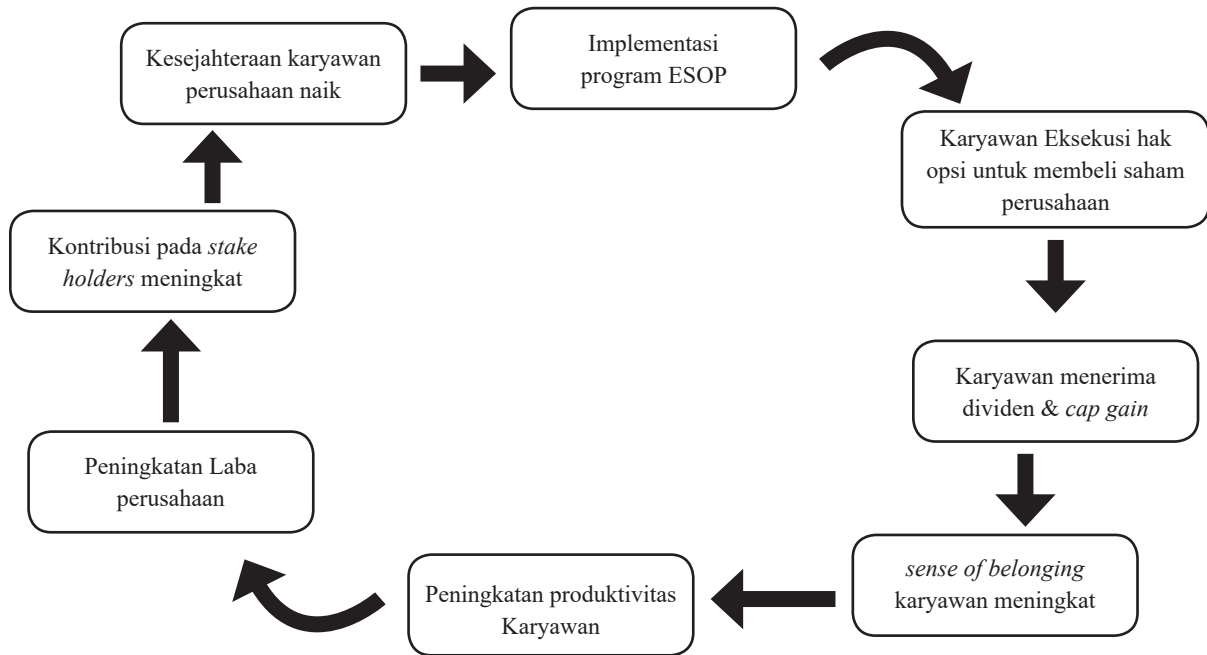 Implementasi
program ESOP
Karyawan Eksekusi hak
opsi untuk membeli saham
perusahaan
Karyawan menerima
dividen & cap gain
sense of belonging
karyawan meningkat
Peningkatan produktivitas
Karyawan
Peningkatan Laba
perusahaan
Kontribusi pada stake
holders meningkat
Kesejahteraan karyawan
perusahaan naik